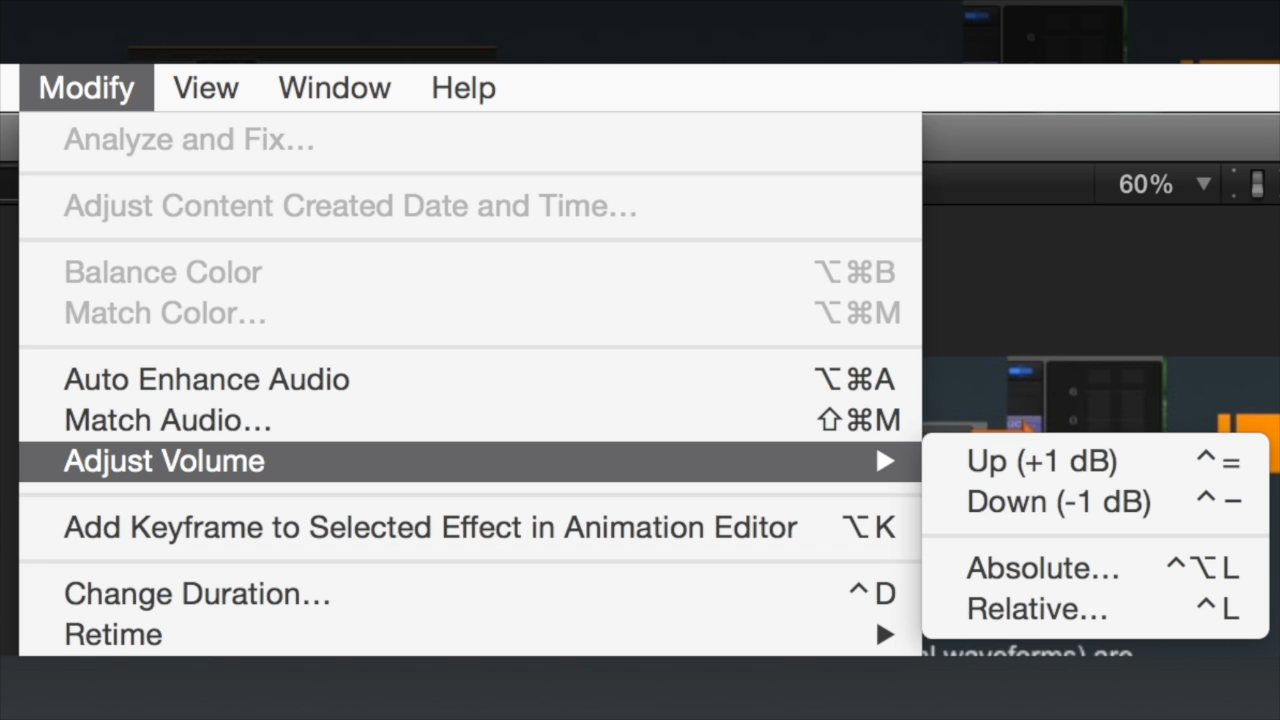 Modify View Window Help
Analyze and Fix...
60%
Adjust Content Created Date and Time...
Balance Color ⌥⌘B
Match Color... ⌥⌘M
Auto Enhance Audio ⌥⌘A
Match Audio... ⇧⌘M
Adjust Volume ▶
Up (+1 dB) ^=
Down (-1 dB) ^−
Add Keyframe to Selected Effect in Animation Editor ⌥K
Absolute... ^⌥L
Change Duration... ^D
Relative... ^L
Retime ▶
waveforms) are